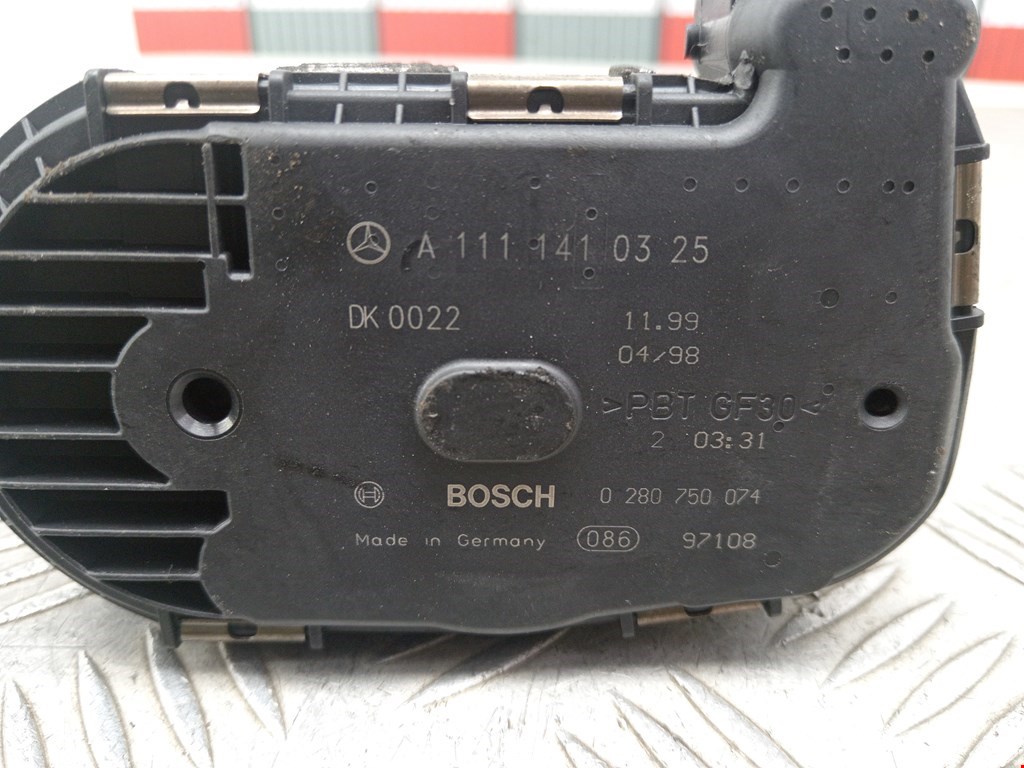 A 111 141 03 25
DK 0022
11.99
04/98
>PBT GF30<
2 03:31
BOSCH 0 280 750 074
Made in Germany 086 97108